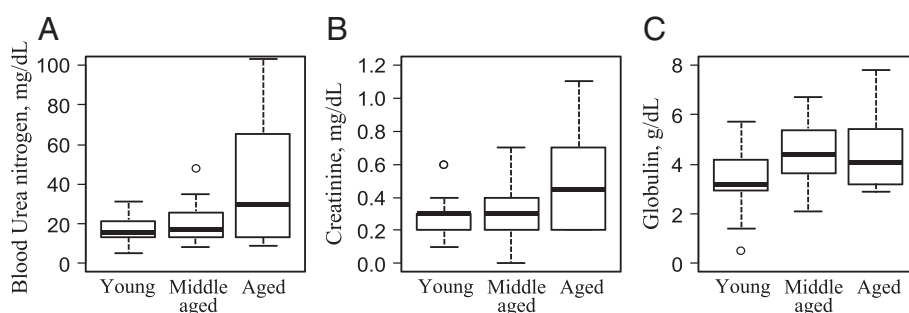 A
B
C
Blood Urea nitrogen, mg/dL
100
80
60
40
20
0
Young
Middle
aged
Aged
Creatinine, mg/dL
1.2
1.0
0.8
0.6
0.4
0.2
0.0
Young
Middle
aged
Aged
Globulin, g/dL
8
6
4
2
0
Young
Middle
aged
Aged